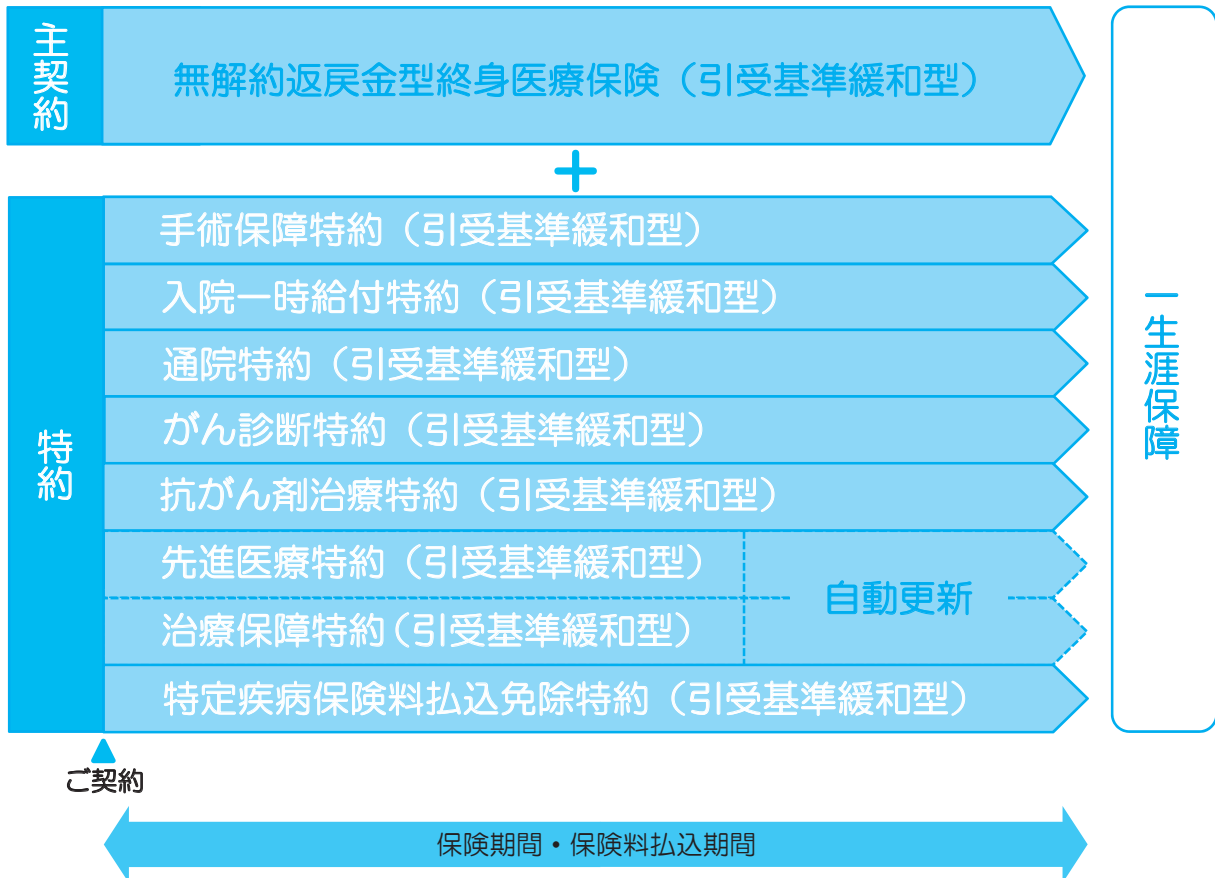 主契約
無解約返戻金型終身医療保険（引受基準緩和型）
+
特約
手術保障特約（引受基準緩和型）
入院一時給付特約（引受基準緩和型）
通院特約（引受基準緩和型）
がん診断特約（引受基準緩和型）
抗がん剤治療特約（引受基準緩和型）
先進医療特約（引受基準緩和型）
治療保障特約（引受基準緩和型）
自動更新
特定疾病保険料払込免除特約（引受基準緩和型）
一生涯保障
ご契約
保険期間・保険料払込期間